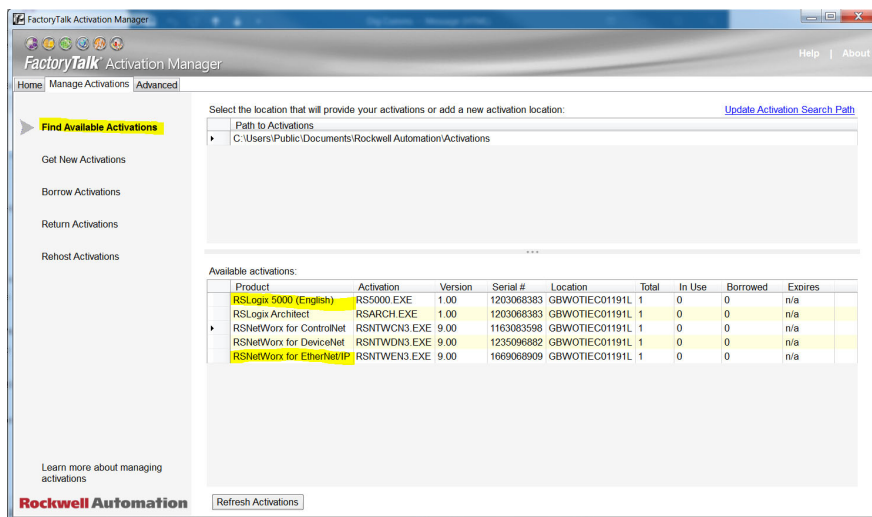 FactoryTalk Activation Manager
FactoryTalk Activation Manager
Help | About
Home Manage Activations Advanced
Find Available Activations
Get New Activations
Borrow Activations
Return Activations
Rehost Activations
Learn more about managing
activations
Rockwell Automation
Select the location that will provide your activations or add a new activation location:
Update Activation Search Path
Path to Activations
C:\Users\Public\Documents\Rockwell Automation\Activations
Available activations:
Product Activation Version Serial # Location Total In Use Borrowed Expires
RSLogix 5000 (English) RS5000.EXE 1.00 1203068383 GBWOTIEC01191L 1 0 0 n/a
RSLogix Architect RSARCH.EXE 1.00 1203068383 GBWOTIEC01191L 1 0 0 n/a
RSNetWorx for ControlNet RSNTWCN3.EXE 9.00 1163083598 GBWOTIEC01191L 1 0 0 n/a
RSNetWorx for DeviceNet RSNTWDN3.EXE 9.00 1235096882 GBWOTIEC01191L 1 0 0 n/a
RSNetWorx for EtherNet/IP RSNTWEN3.EXE 9.00 1669068909 GBWOTIEC01191L 1 0 0 n/a
Refresh Activations